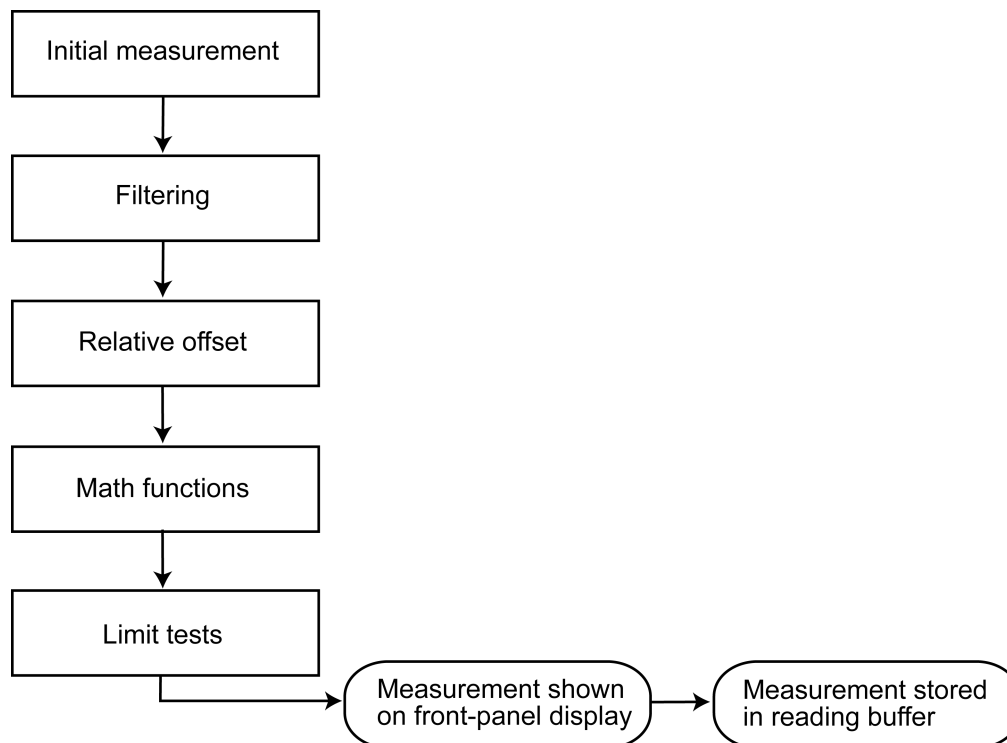 Initial measurement
Filtering
Relative offset
Math functions
Limit tests
Measurement shown
on front-panel display
Measurement stored
in reading buffer